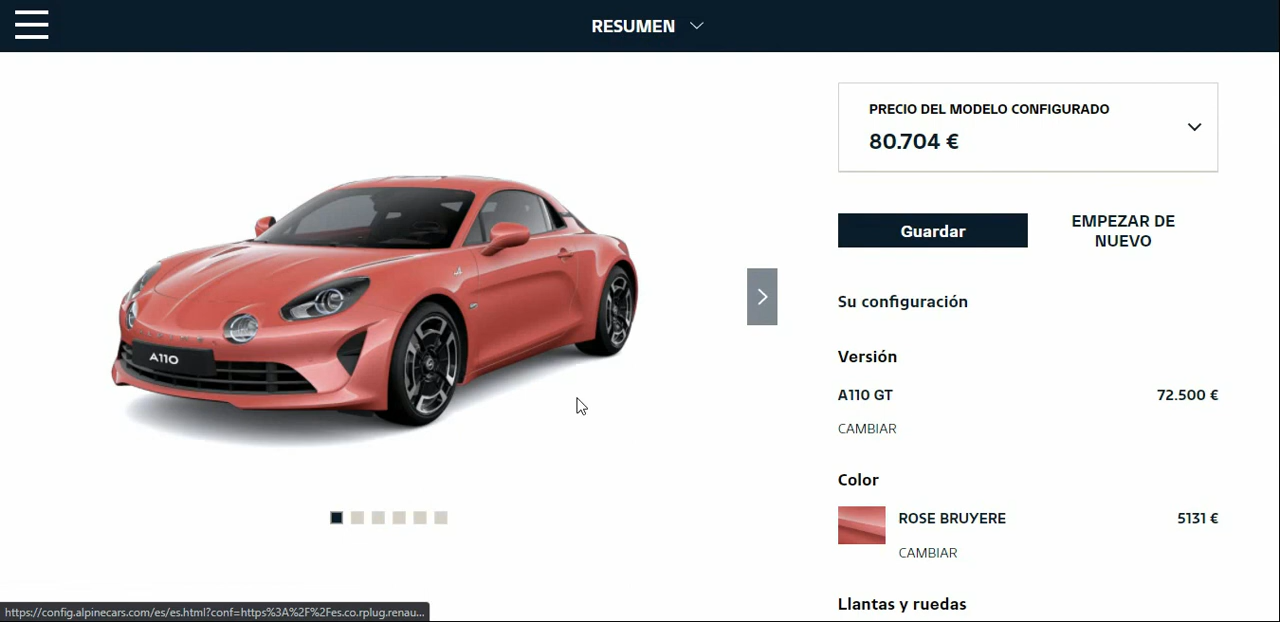 RESUMEN
PRECIO DEL MODELO CONFIGURADO
80.704 €
Guardar
EMPEZAR DE
NUEVO
Su configuración
Versión
A110 GT
72.500 €
CAMBIAR
Color
ROSE BRUYERE
5131 €
CAMBIAR
Llantas y ruedas
A110
https://config.alpinecars.com/es/es.html?conf=https%3A%2F%2Fes.co.rplug.renau...